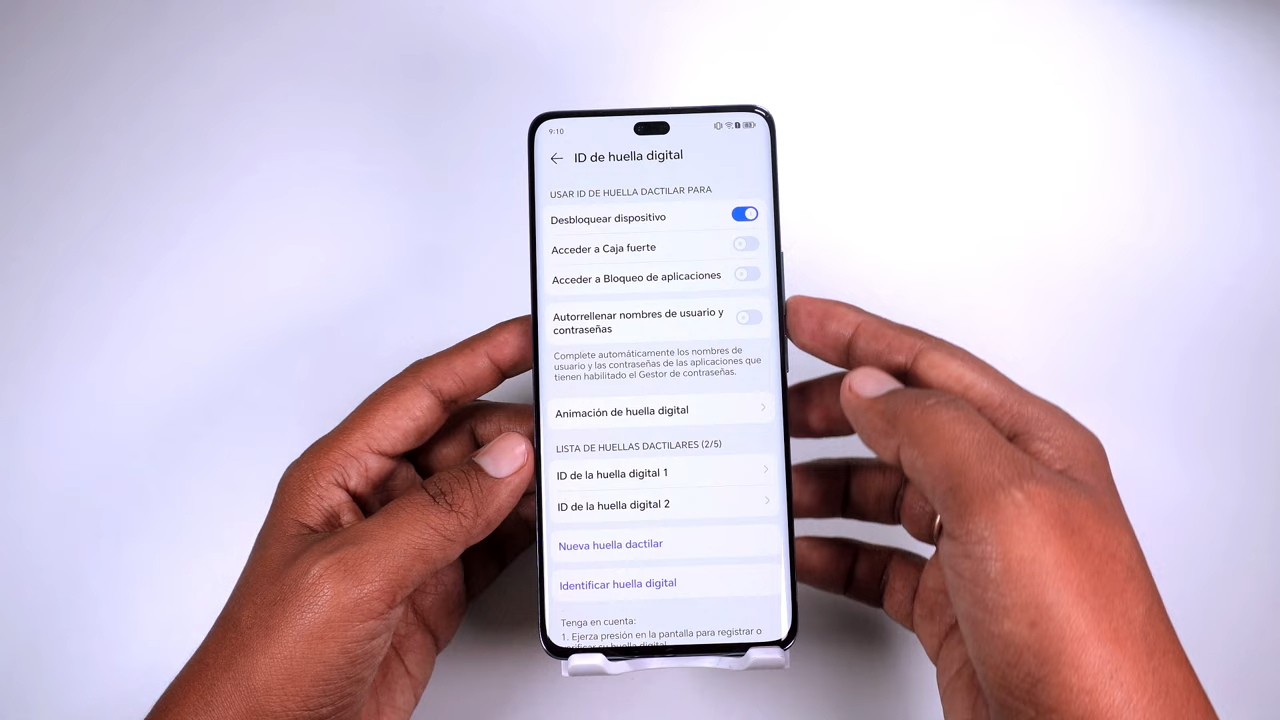 9:10
ID de huella digital
USAR ID DE HUELLA DACTILAR PARA
Desbloquear dispositivo
Acceder a Caja fuerte
Acceder a Bloqueo de aplicaciones
Autorrellenar nombres de usuario y
contraseñas
Complete automáticamente los nombres de
usuario y las contraseñas de las aplicaciones que
tienen habilitado el Gestor de contraseñas.
Animación de huella digital
LISTA DE HUELLAS DACTILARES (2/5)
ID de la huella digital 1
ID de la huella digital 2
Nueva huella dactilar
Identificar huella digital
Tenga en cuenta:
1. Ejerza presión en la pantalla para registrar o
su huella digital